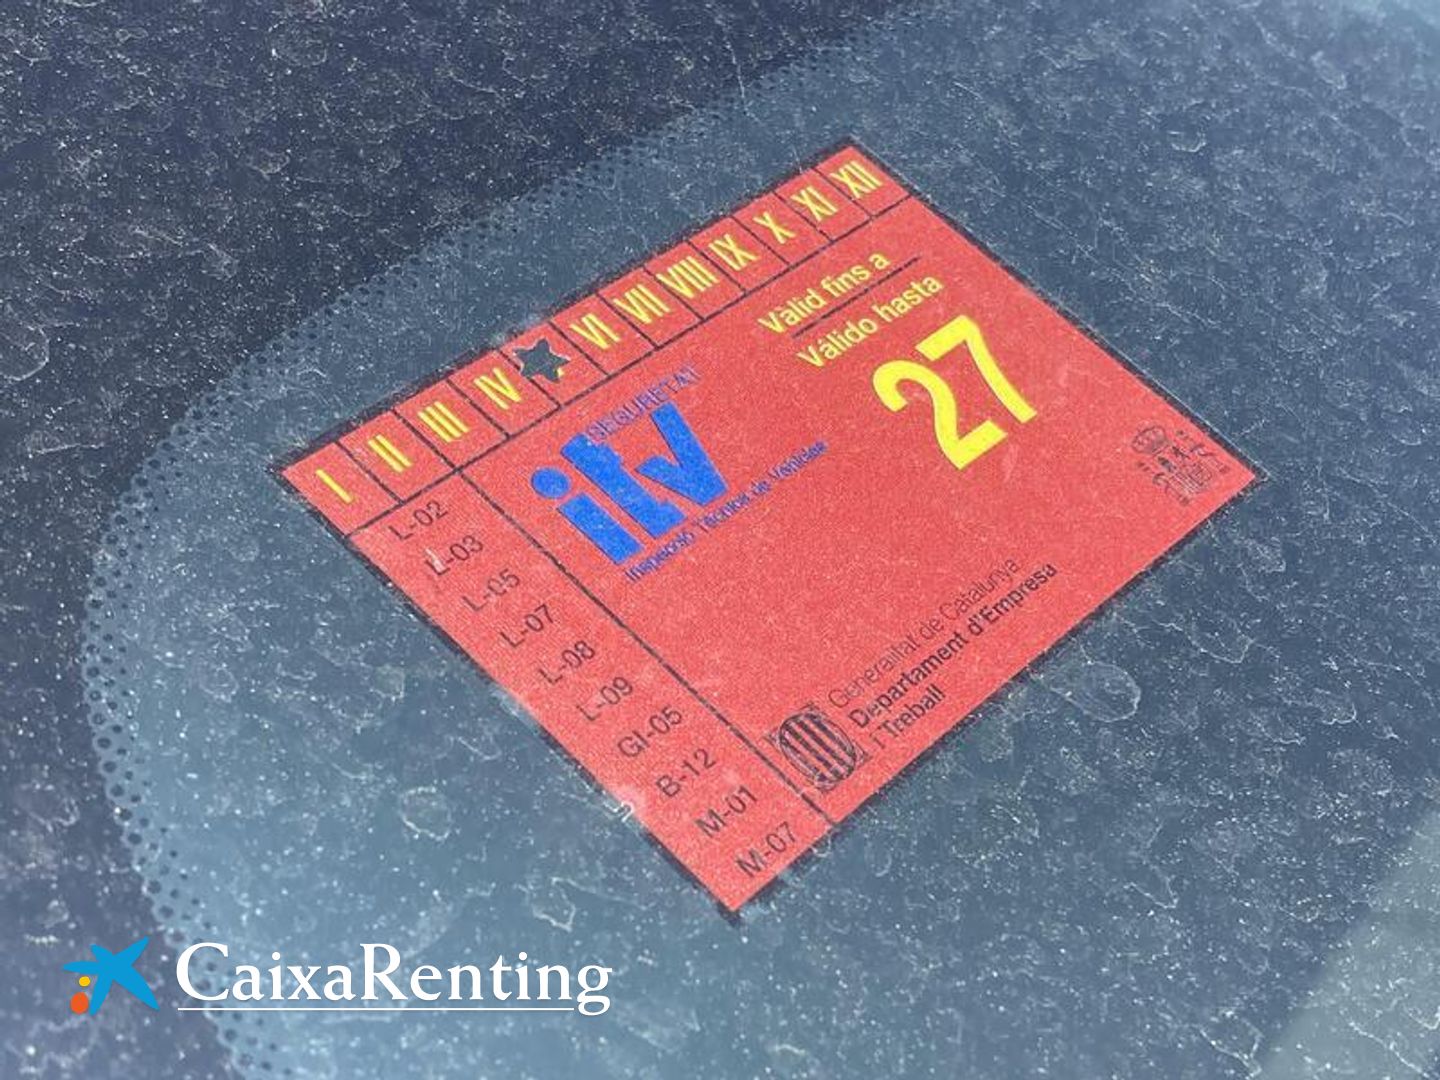 I II III IV VI VII VIII IX X XI XII
Vàlid fins a
Válido hasta
27
SEGURETAT
itv
Inspecció Tècnica de Vehicles
L-02
L-03
L-05
L-07
L-08
L-09
GI-05
B-12
M-01
M-07
Generalitat de Catalunya
Departament d'Empresa
i Treball
CaixaRenting